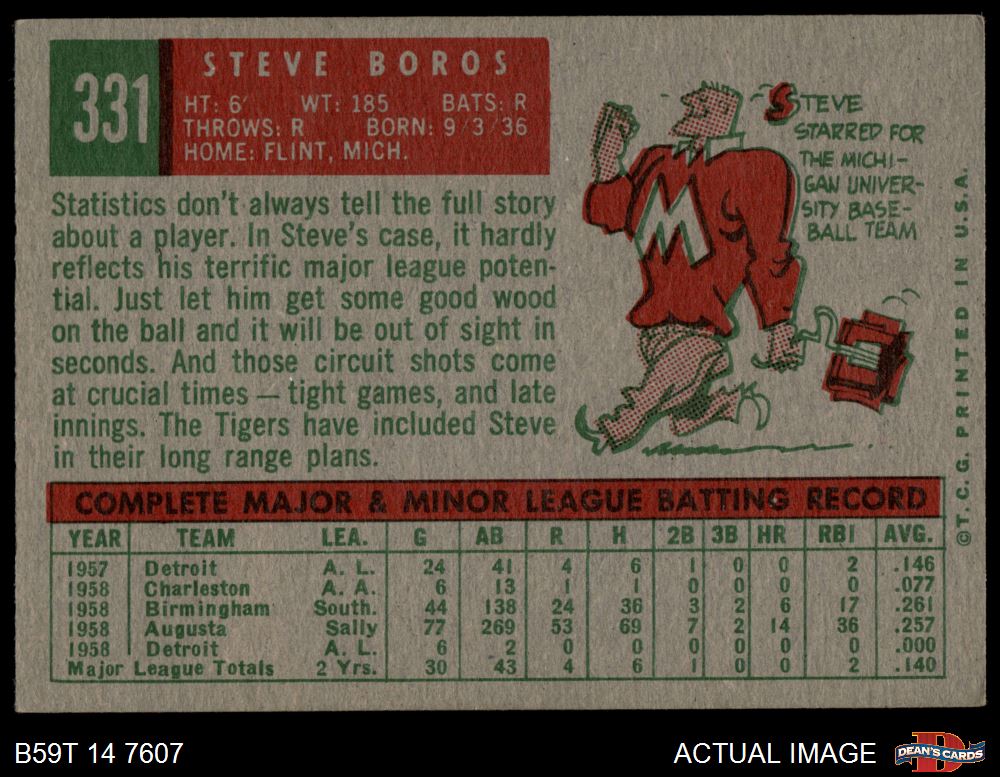 331
STEVE BOROS
HT: 6' WT: 185 BATS: R
THROWS: R BORN: 9/3/36
HOME: FLINT, MICH.
Statistics don't always tell the full story
about a player. In Steve's case, it hardly
reflects his terrific major league poten-
tial. Just let him get some good wood
on the ball and it will be out of sight in
seconds. And those circuit shots come
at crucial times — tight games, and late
innings. The Tigers have included Steve
in their long range plans.
STEVE
STARRED FOR
THE MICHI-
GAN UNIVER-
SITY BASE-
BALL TEAM
M
©T.C.G. PRINTED IN U.S.A.
COMPLETE MAJOR & MINOR LEAGUE BATTING RECORD
YEAR TEAM LEA. G AB R H 2B 3B HR RBI AVG.
1957 Detroit A. L. 24 41 4 6 1 0 0 2 .146
1958 Charleston A. A. 6 13 1 1 0 0 0 0 .077
1958 Birmingham South. 44 138 24 36 3 2 6 17 .261
1958 Augusta Sally 77 269 53 69 7 2 14 36 .257
1958 Detroit A. L. 6 2 0 0 0 0 0 0 .000
Major League Totals 2 Yrs. 30 43 4 6 1 0 0 2 .140
B59T 14 7607
ACTUAL IMAGE
D
DEAN'S CARDS